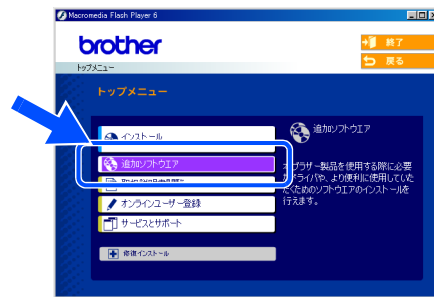 Macromedia Flash Player 6
brother
終了
戻る
トップメニュー
トップメニュー
インストール
追加ソフトウエア
オンラインユーザー登録
サービスとサポート
修復インストール
追加ソフトウエア
ブラザー製品を使用する際に必要
なドライバや、より便利に使用していた
だくためのソフトウエアのインストールを
行えます。